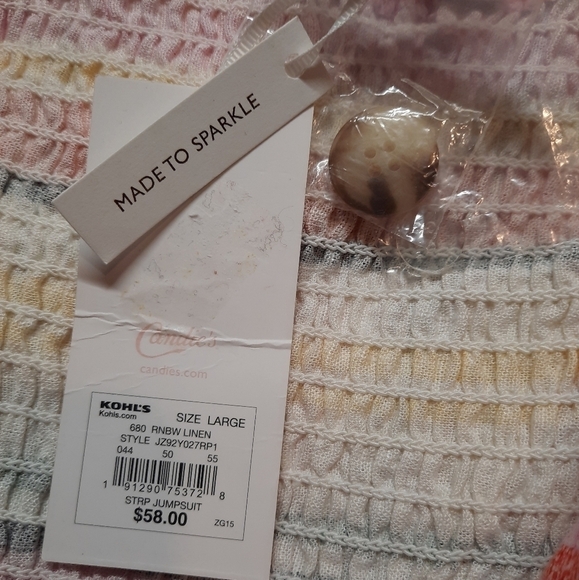 MADE TO SPARKLE
Candie's
candies.com
KOHL'S
Kohls.com
SIZE LARGE
680 RNBW LINEN
STYLE JZ92Y027RP1
044 50 55
1 91290 75372 8
STRP JUMPSUIT
$58.00
ZG15